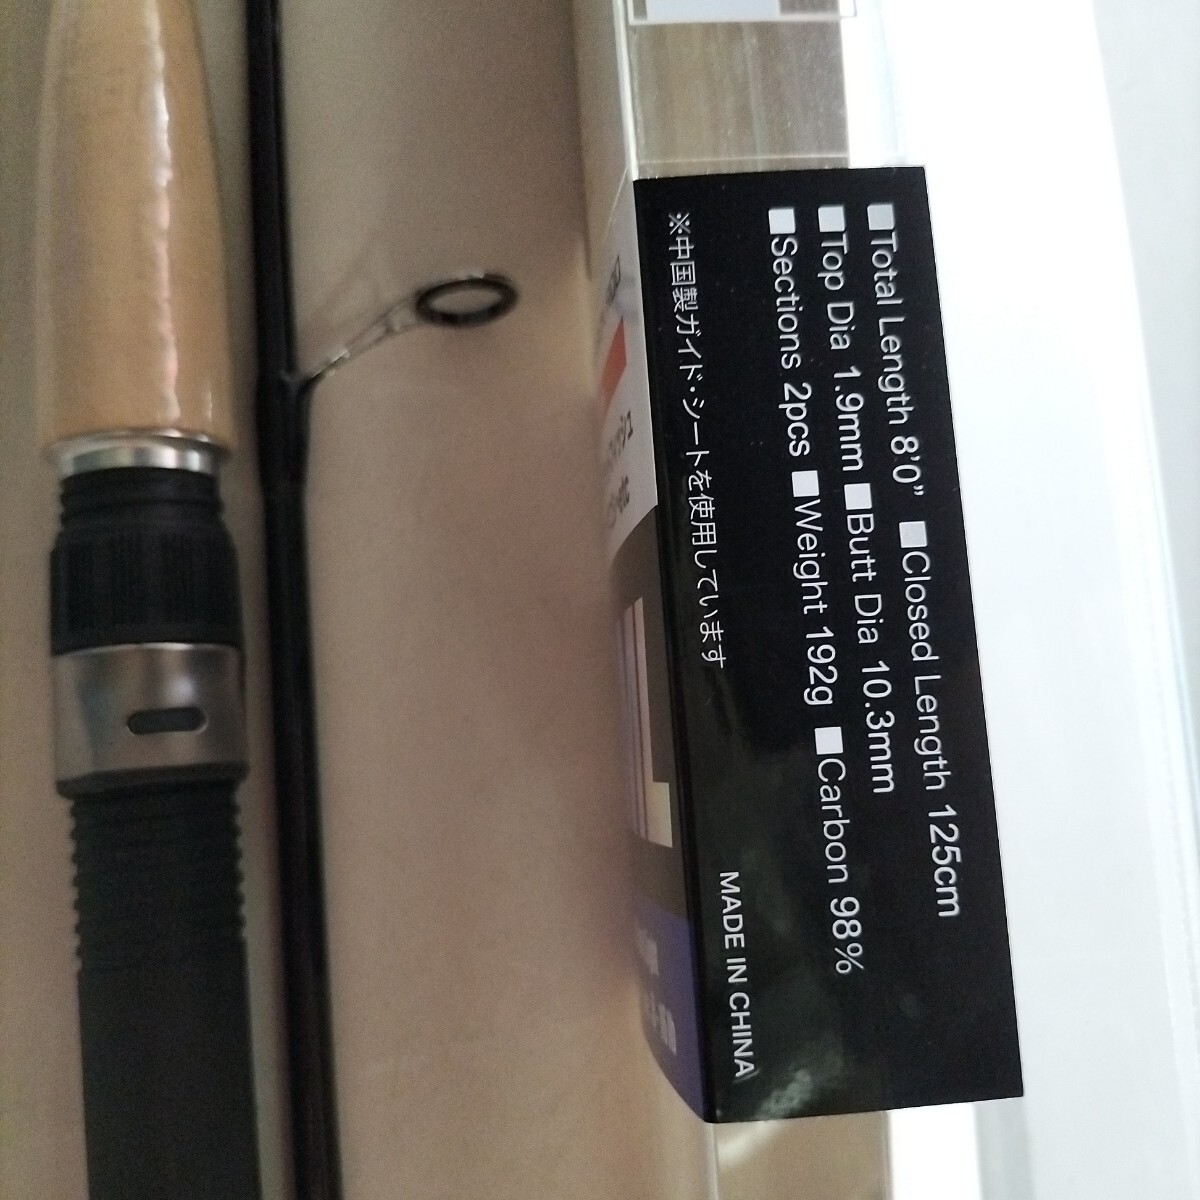 ■Total Length 8’0” ■Closed Length 125cm
■Top Dia 1.9mm ■Butt Dia 10.3mm
■Sections 2pcs ■Weight 192g ■Carbon 98%
※中国製ガイド・シートを使用しています
MADE IN CHINA